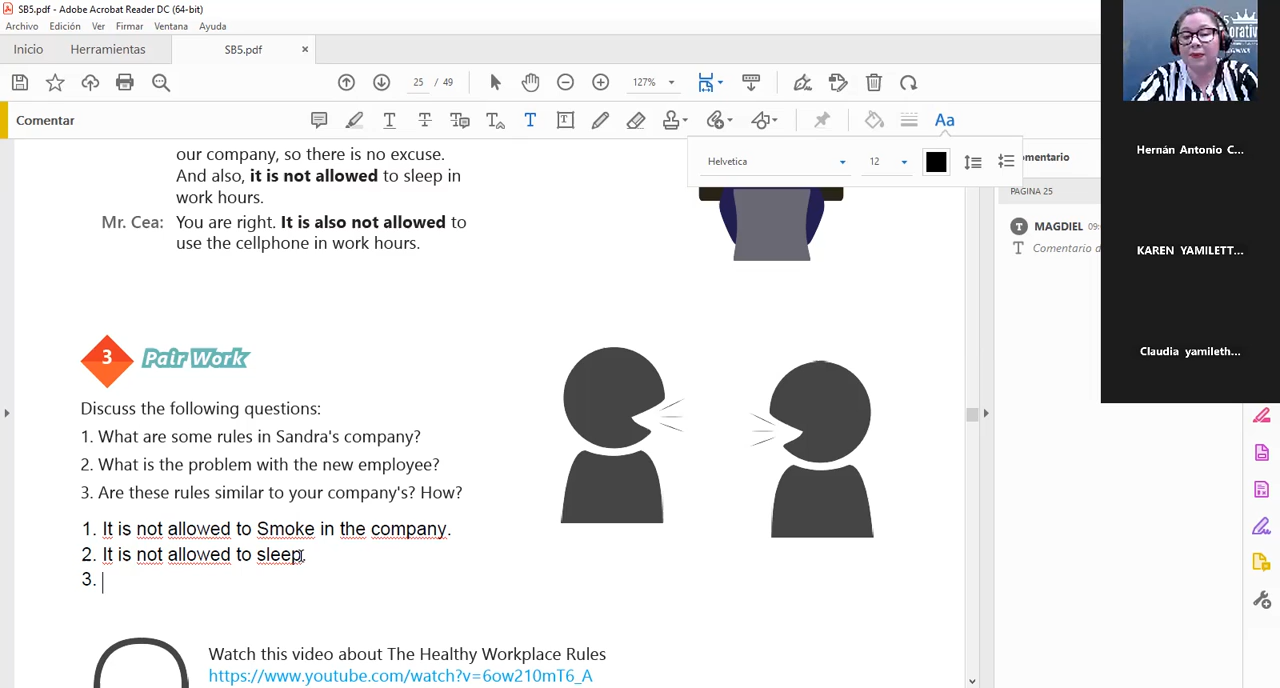 SB5.pdf - Adobe Acrobat Reader DC (64-bit)
Archivo Edición Ver Firmar Ventana Ayuda
Inicio Herramientas SB5.pdf ×
25 / 49 127%
Comentar
Aa
Helvetica 12
omentario
PÁGINA 25
T MAGDIEL 09:
T Comentario d
our company, so there is no excuse.
And also, it is not allowed to sleep in
work hours.
Mr. Cea: You are right. It is also not allowed to
use the cellphone in work hours.
3 Pair Work
Discuss the following questions:
1. What are some rules in Sandra's company?
2. What is the problem with the new employee?
3. Are these rules similar to your company's? How?
1. It is not allowed to Smoke in the company.
2. It is not allowed to sleep.
3.
Watch this video about The Healthy Workplace Rules
https://www.youtube.com/watch?v=6ow210mT6_A
orativ
Hernán Antonio C...
KAREN YAMILETT...
Claudia yamileth...